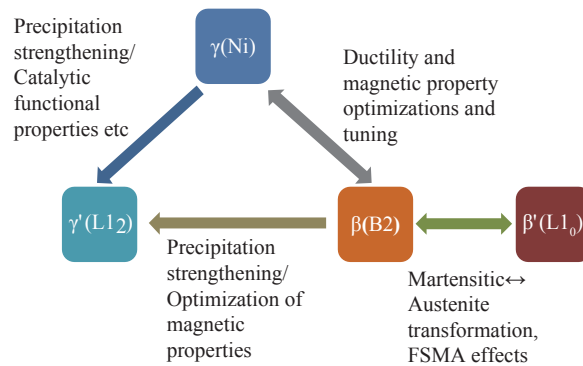 Precipitation
strengthening/
Catalytic
functional
properties etc
γ(Ni)
Ductility and
magnetic property
optimizations and
tuning
γ'(L1₂)
β(B2)
β'(L1₀)
Precipitation
strengthening/
Optimization of
magnetic
properties
Martensitic↔
Austenite
transformation,
FSMA effects